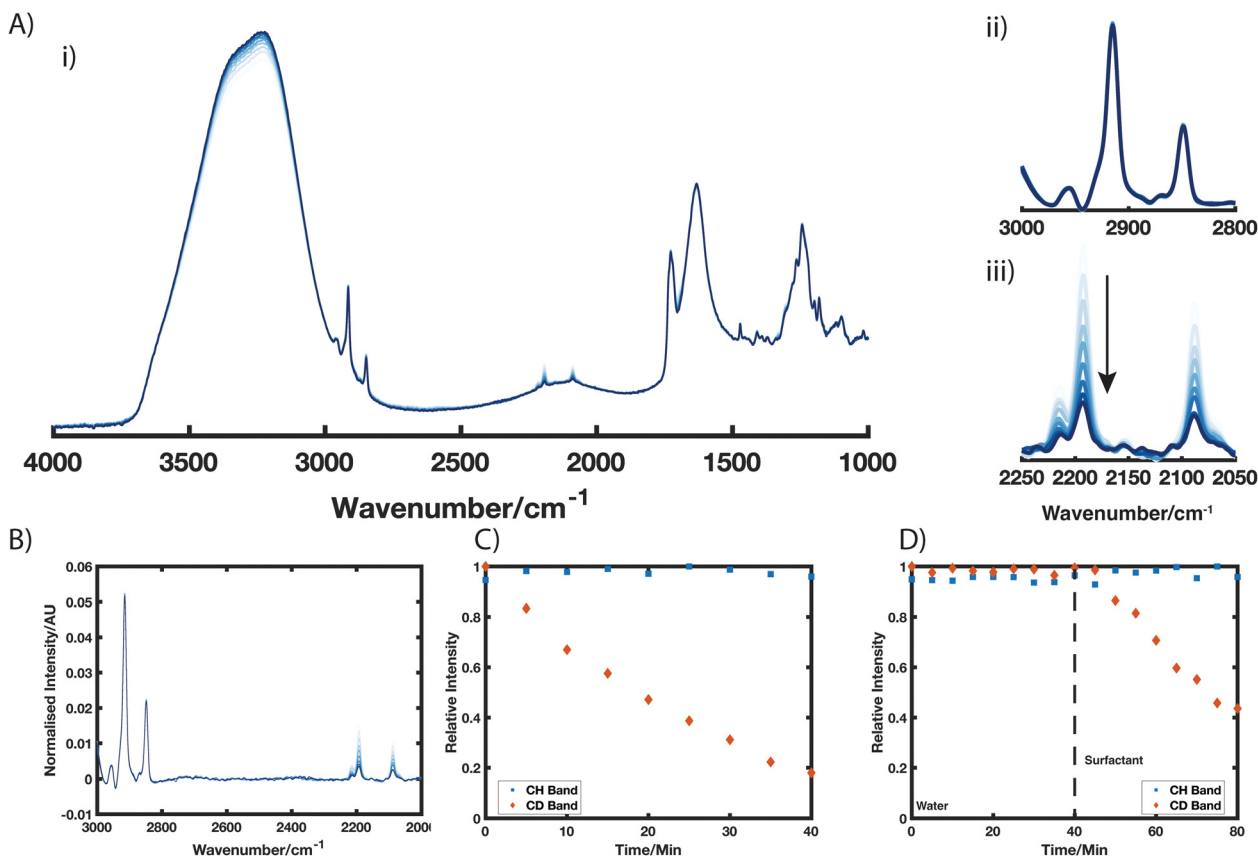 A)
i)
4000 3500 3000 2500 2000 1500 1000
Wavenumber/cm-1
ii)
3000 2900 2800
iii)
2250 2200 2150 2100 2050
Wavenumber/cm-1
B)
0.06
0.05
0.04
0.03
0.02
0.01
0
-0.01
Normalised Intensity/AU
3000 2800 2600 2400 2200 2000
Wavenumber/cm-1
C)
1
0.8
0.6
0.4
0.2
0
Relative Intensity
CH Band
CD Band
0 10 20 30 40
Time/Min
D)
1
0.8
0.6
0.4
0.2
0
Relative Intensity
Surfactant
Water
CH Band
CD Band
0 20 40 60 80
Time/Min